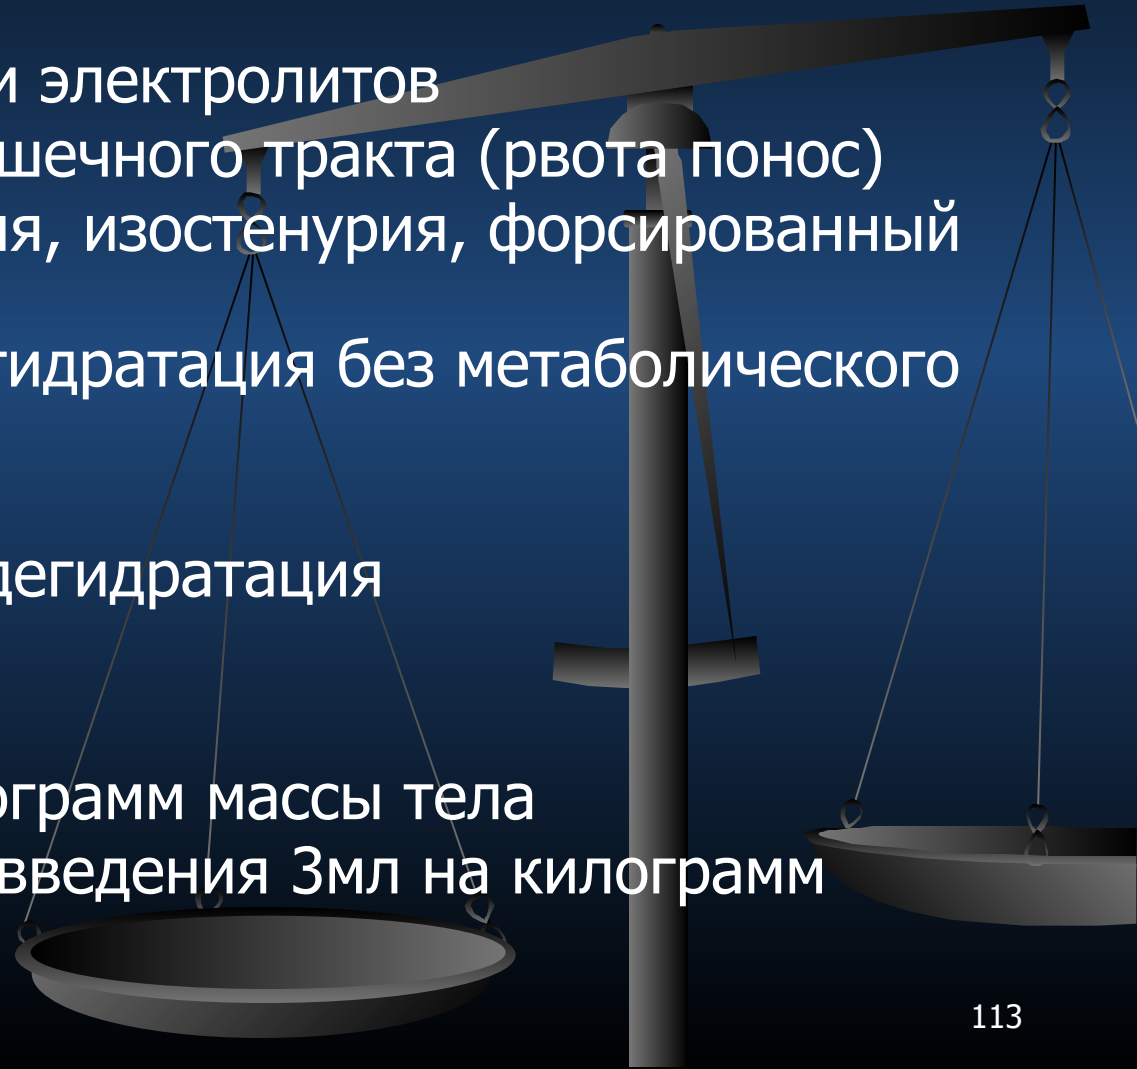 и электролитов
шечного тракта (рвота понос)
ия, изостенурия, форсированный
гидратация без метаболического
дегидратация
ограмм массы тела
введения 3мл на килограмм
113